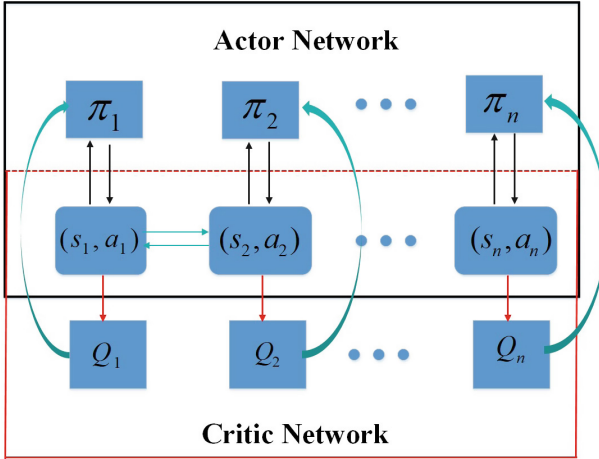 Actor Network
π₁ π₂ πₙ
(s₁, a₁) (s₂, a₂) (sₙ, aₙ)
Q₁ Q₂ Qₙ
Critic Network